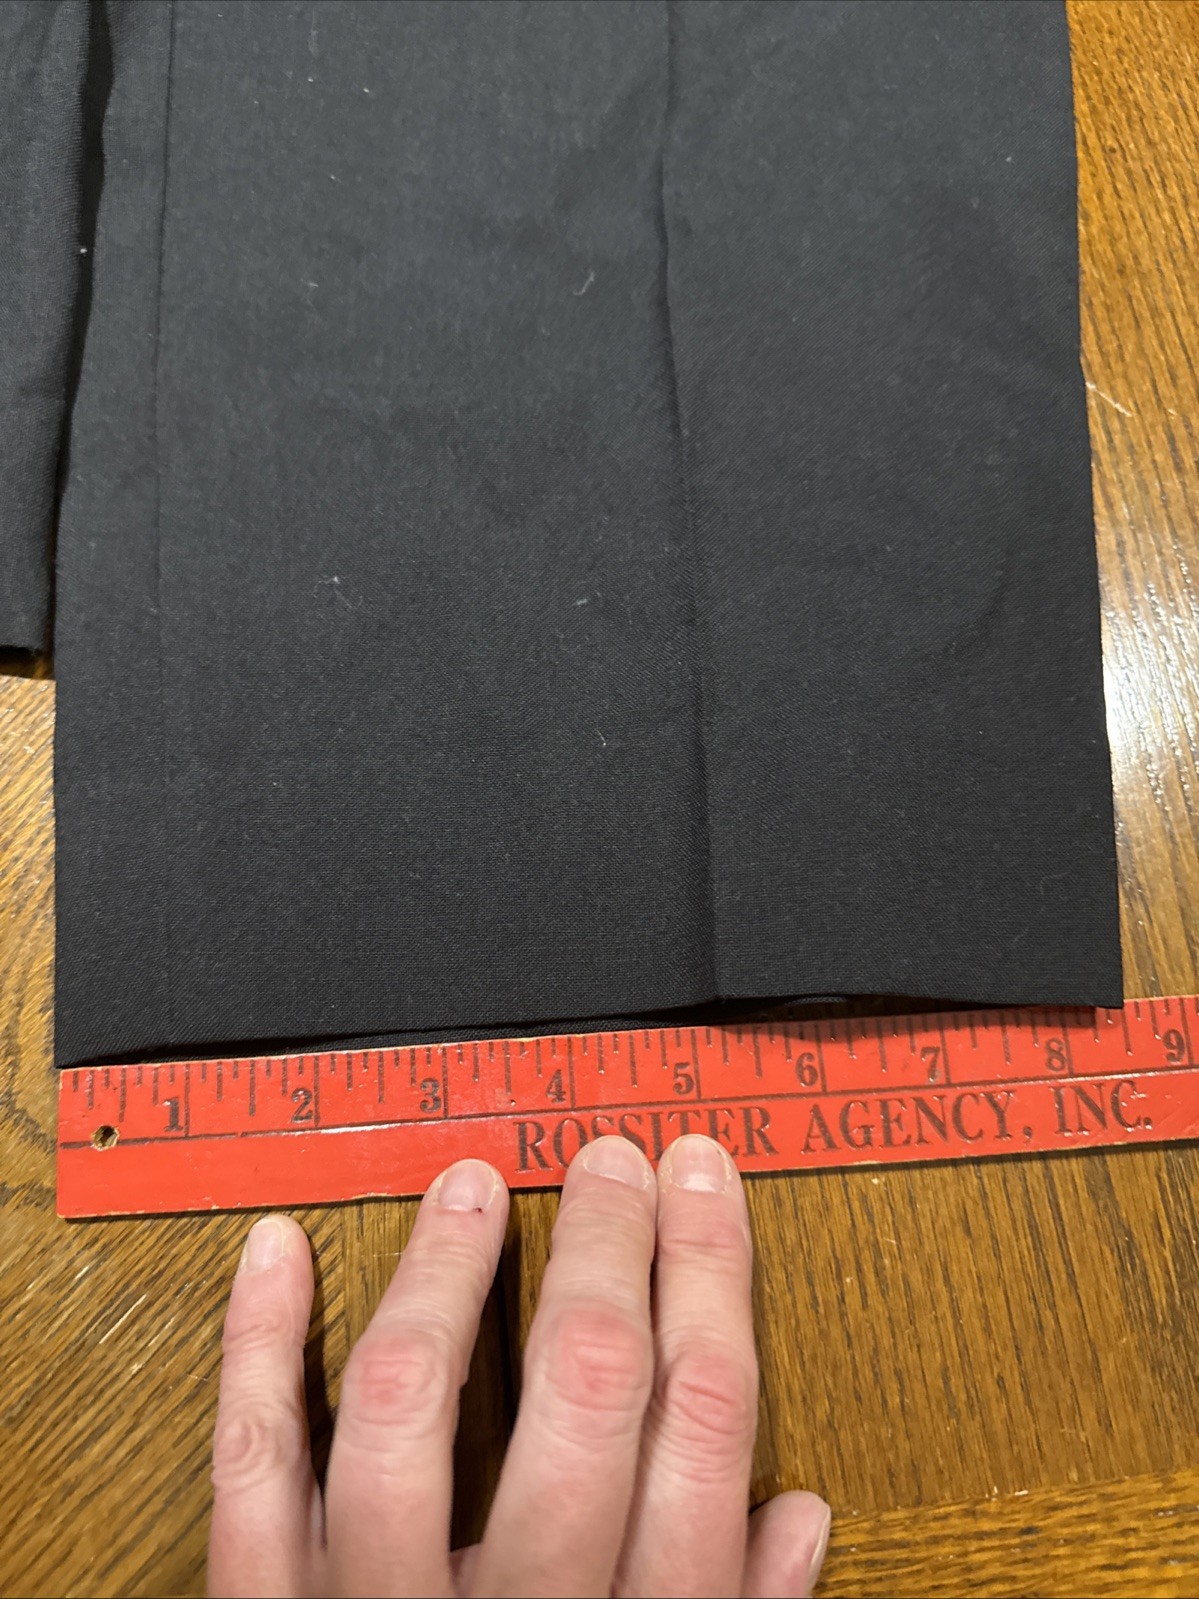 1 2 3 4 5 6 7 8 9
ROSSITER AGENCY, INC.